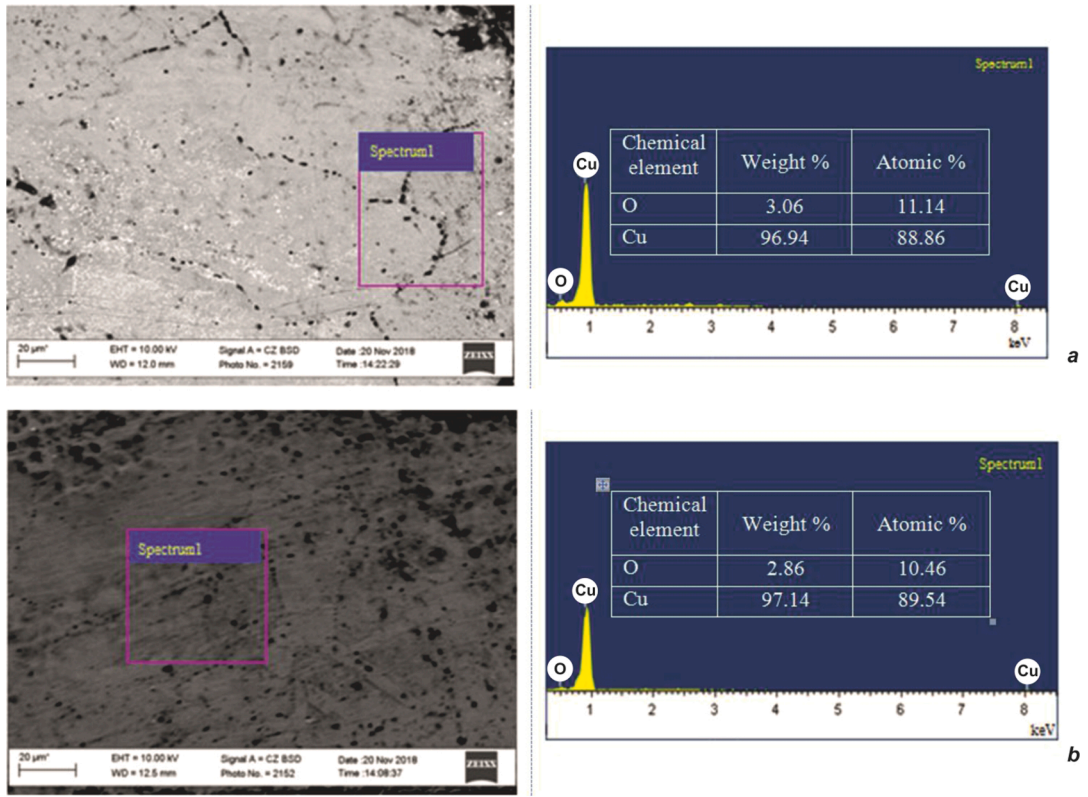 Spectrum1
20 µm*
EHT = 10.00 kV Signal A = CZ BSD Date :20 Nov 2018
WD = 12.0 mm Photo No. = 2159 Time :14:22:29
ZEISS
Spectrum1
Chemical element Weight % Atomic %
O 3.06 11.14
Cu 96.94 88.86
Cu
O
Cu
1 2 3 4 5 6 7 8
keV
a
Spectrum1
20 µm*
EHT = 10.00 kV Signal A = CZ BSD Date :20 Nov 2018
WD = 12.5 mm Photo No. = 2152 Time :14:08:37
ZEISS
Spectrum1
Chemical element Weight % Atomic %
O 2.86 10.46
Cu 97.14 89.54
Cu
O
Cu
1 2 3 4 5 6 7 8
keV
b